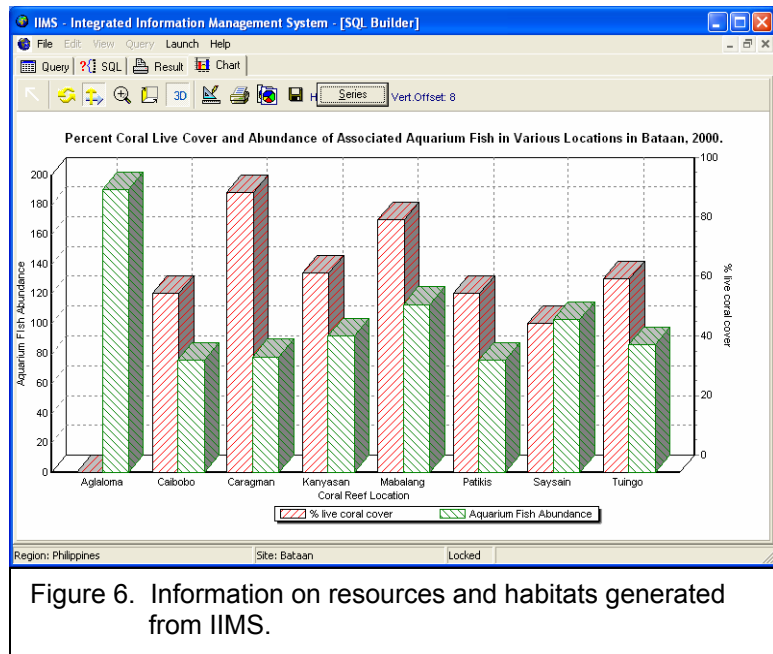 IIMS - Integrated Information Management System - [SQL Builder]
File Edit View Query Launch Help
Query ?{} SQL Result Chart
3D H Series Vert.Offset: 8
Percent Coral Live Cover and Abundance of Associated Aquarium Fish in Various Locations in Bataan, 2000.
Aquarium Fish Abundance
200
180
160
140
120
100
80
60
40
20
0
100
80
60
40
20
0
% live coral cover
Aglaloma Caibobo Caragman Kanyasan Mabalang Patikis Saysain Tuingo
Coral Reef Location
% live coral cover Aquarium Fish Abundance
Region: Philippines Site: Bataan Locked
Figure 6. Information on resources and habitats generated
from IIMS.